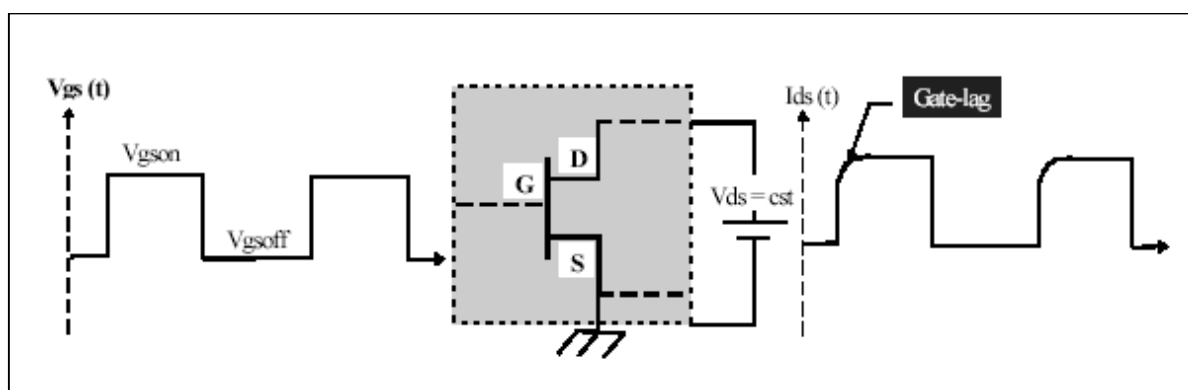 Vgs (t)
Vgson
Vgsoff
G
D
S
Vds = cst
Ids (t)
Gate-lag